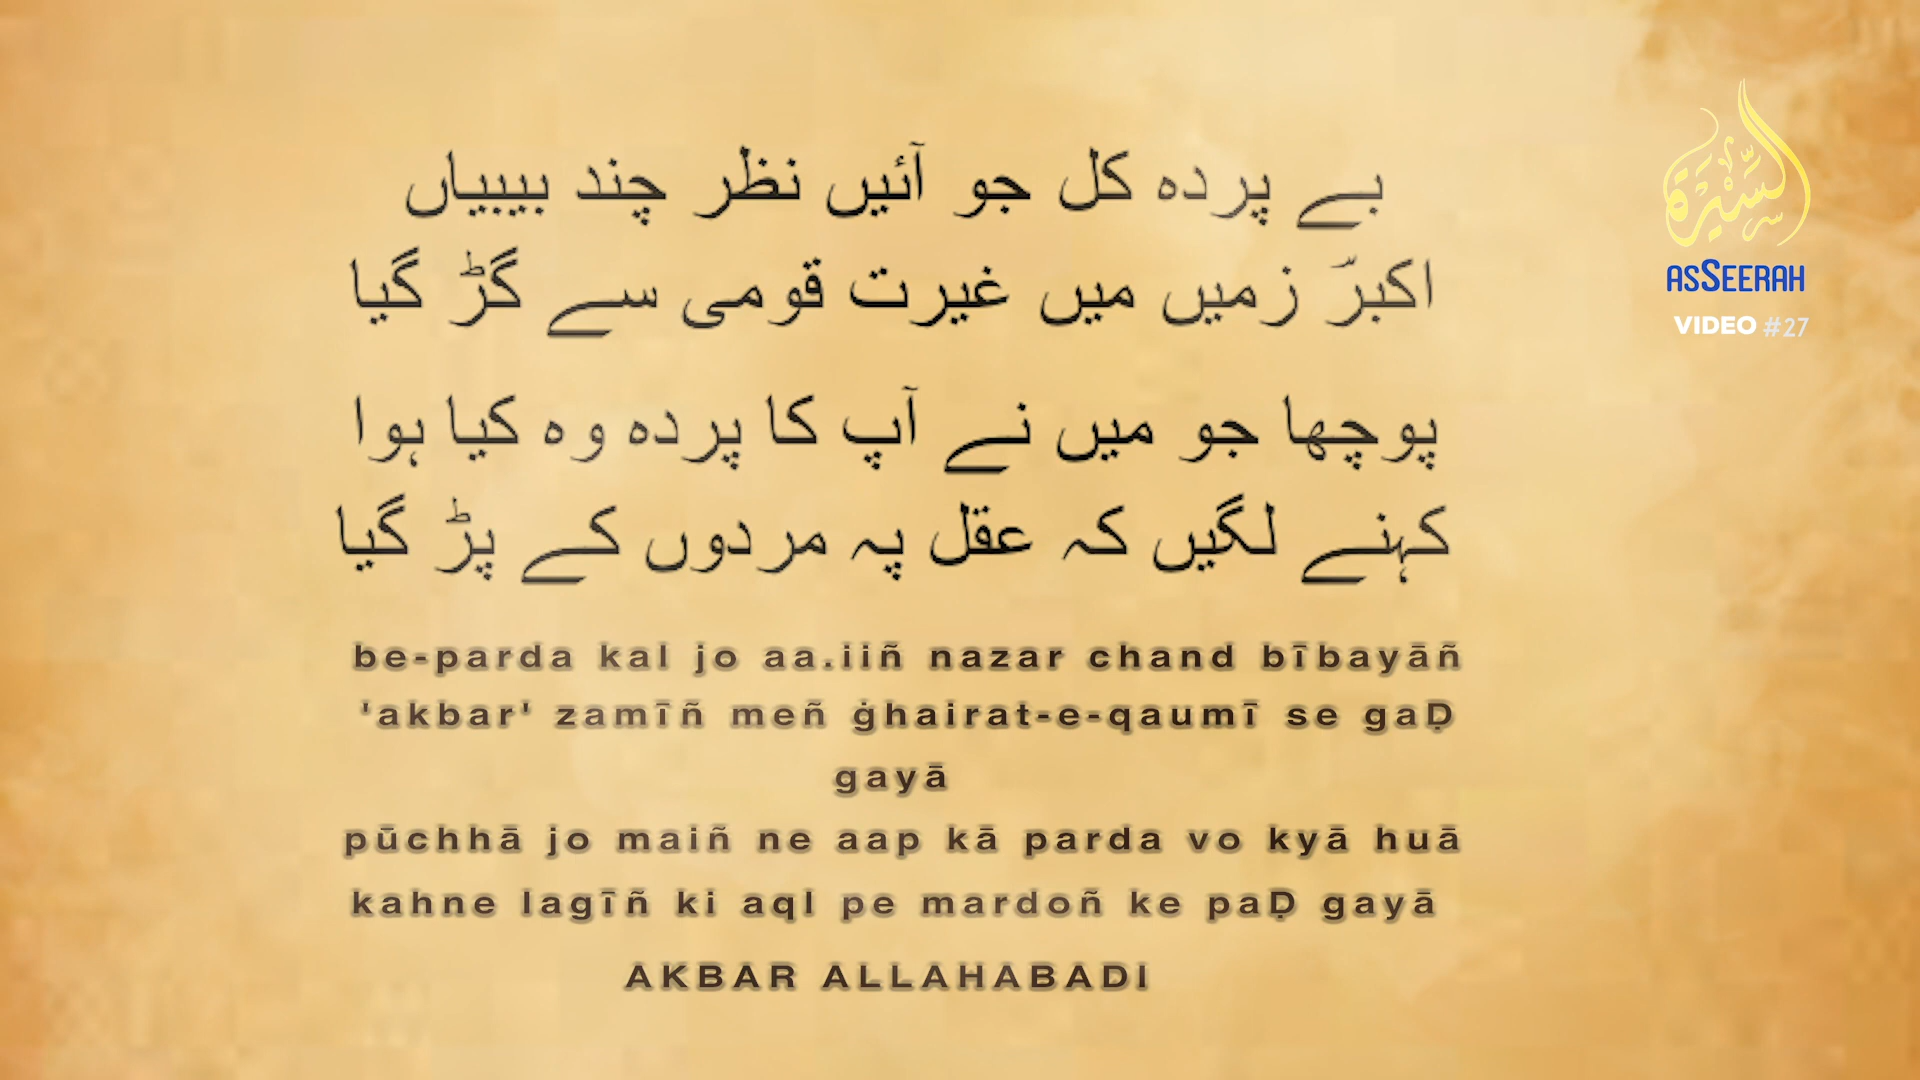 بے پردہ کل جو آئیں نظر چند بیبیاں
اکبرؔ زمیں میں غیرت قومی سے گڑ گیا
پوچھا جو میں نے آپ کا پردہ وہ کیا ہوا
کہنے لگیں کہ عقل پہ مردوں کے پڑ گیا
be-parda kal jo aa.iiñ nazar chand bībayāñ
'akbar' zamīñ meñ ġhairat-e-qaumī se gaḌ
gayā
pūchhā jo maiñ ne aap kā parda vo kyā huā
kahne lagīñ ki aql pe mardoñ ke paḌ gayā
AKBAR ALLAHABADI
السيرة
ASSEERAH
VIDEO #27